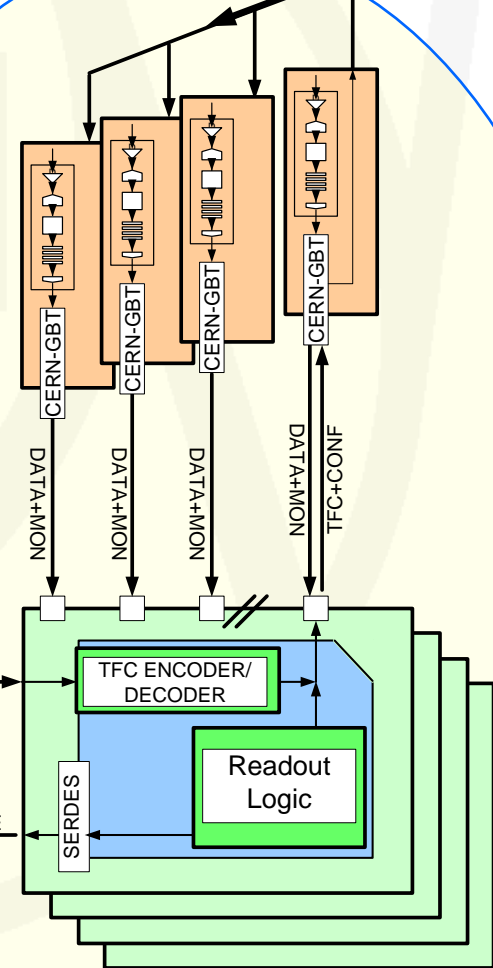 CERN-GBT
CERN-GBT
CERN-GBT
CERN-GBT
DATA+MON
DATA+MON
DATA+MON
DATA+MON
TFC+CONF
TFC ENCODER/
DECODER
Readout
Logic
SERDES